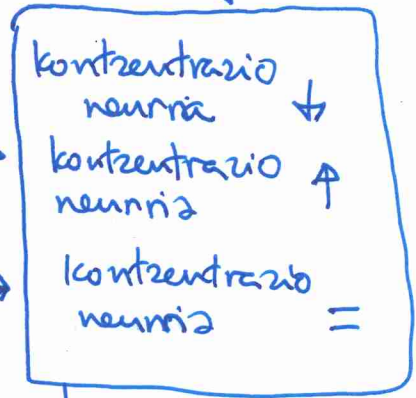 kontzentrazio
neurria ↓
kontzentrazio ↑
neurria
kontzentrazio
neurria =